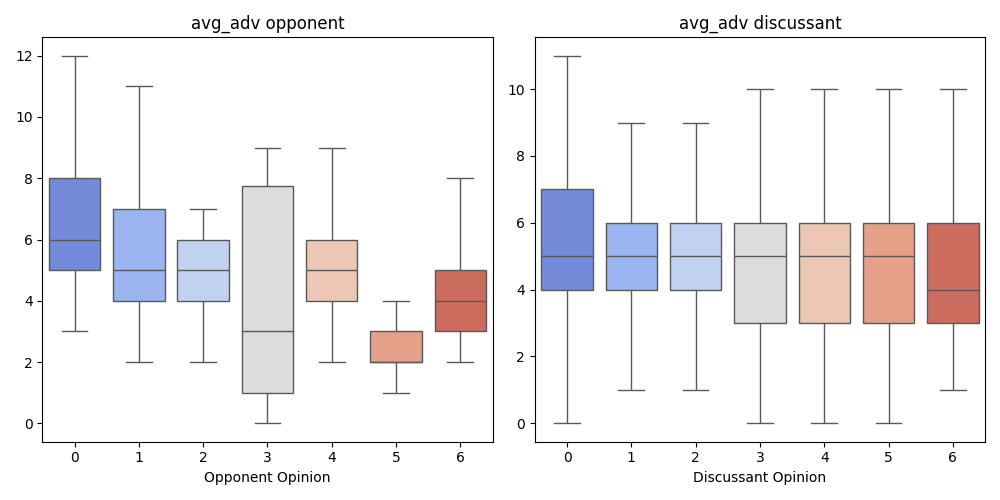 avg_adv opponent
12
10
8
6
4
2
0
0 1 2 3 4 5 6
Opponent Opinion
avg_adv discussant
10
8
6
4
2
0
0 1 2 3 4 5 6
Discussant Opinion